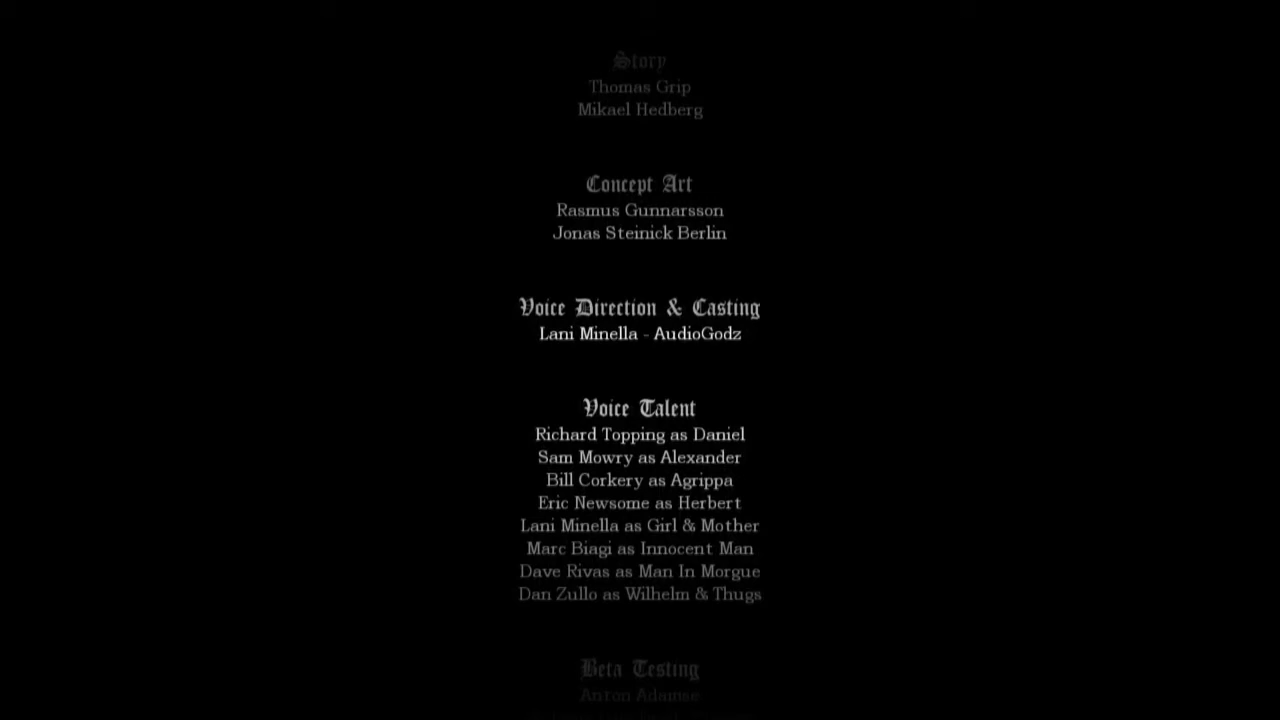 Story
Thomas Grip
Mikael Hedberg
Concept Art
Rasmus Gunnarsson
Jonas Steinick Berlin
Voice Direction & Casting
Lani Minella - AudioGodz
Voice Talent
Richard Topping as Daniel
Sam Mowry as Alexander
Bill Corkery as Agrippa
Eric Newsome as Herbert
Lani Minella as Girl & Mother
Marc Biagi as Innocent Man
Dave Rivas as Man In Morgue
Dan Zullo as Wilhelm & Thugs
Beta Testing
Anton Adamse